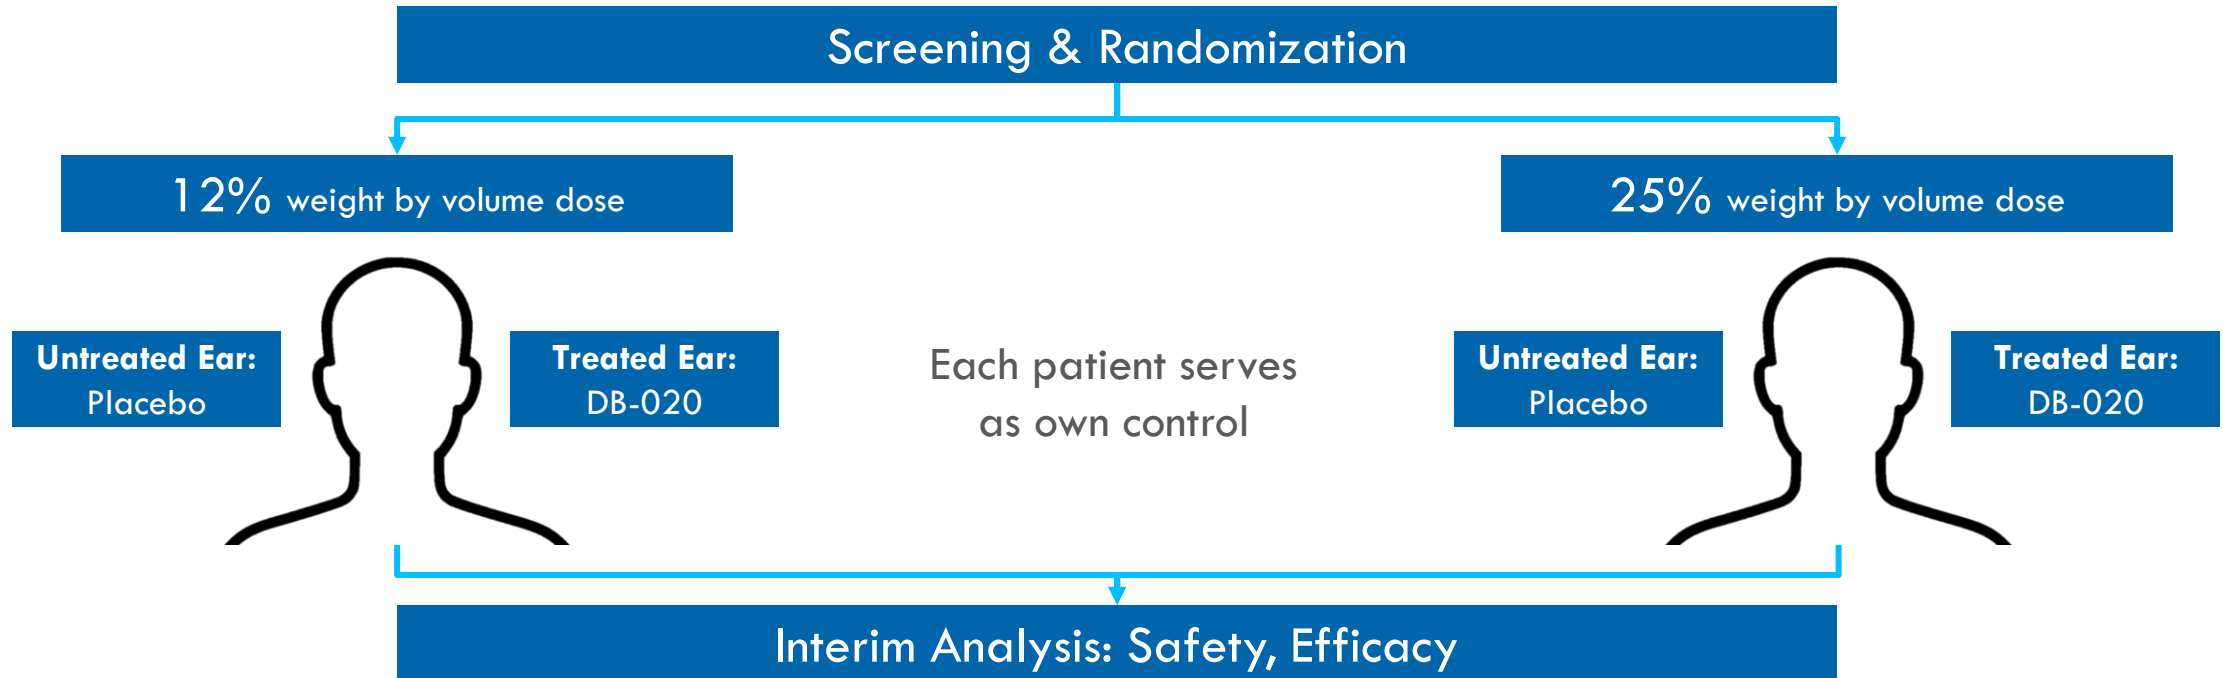 Screening & Randomization
12% weight by volume dose
25% weight by volume dose
Untreated Ear:
Placebo
Treated Ear:
DB-020
Each patient serves
as own control
Untreated Ear:
Placebo
Treated Ear:
DB-020
Interim Analysis: Safety, Efficacy